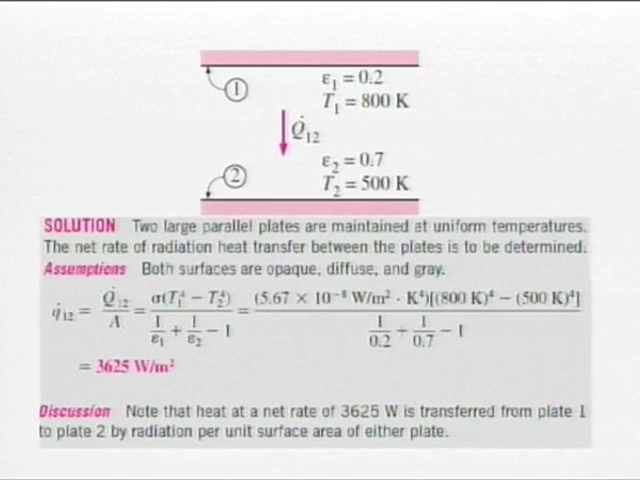 ε₁ = 0.2
① T₁ = 800 K
Q̇₁₂
ε₂ = 0.7
② T₂ = 500 K
SOLUTION Two large parallel plates are maintained at uniform temperatures.
The net rate of radiation heat transfer between the plates is to be determined.
Assumptions Both surfaces are opaque, diffuse, and gray.
q̇₁₂ = Q̇₁₂/A = σ(T₁⁴ − T₂⁴)/(1/ε₁ + 1/ε₂ − 1) = (5.67 × 10⁻⁸ W/m² · K⁴)[(800 K)⁴ − (500 K)⁴]/(1/0.2 + 1/0.7 − 1)
= 3625 W/m²
Discussion Note that heat at a net rate of 3625 W is transferred from plate 1
to plate 2 by radiation per unit surface area of either plate.